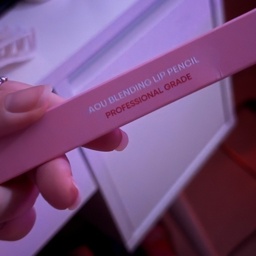 AOU BLENDING LIP PENCIL
PROFESSIONAL GRADE